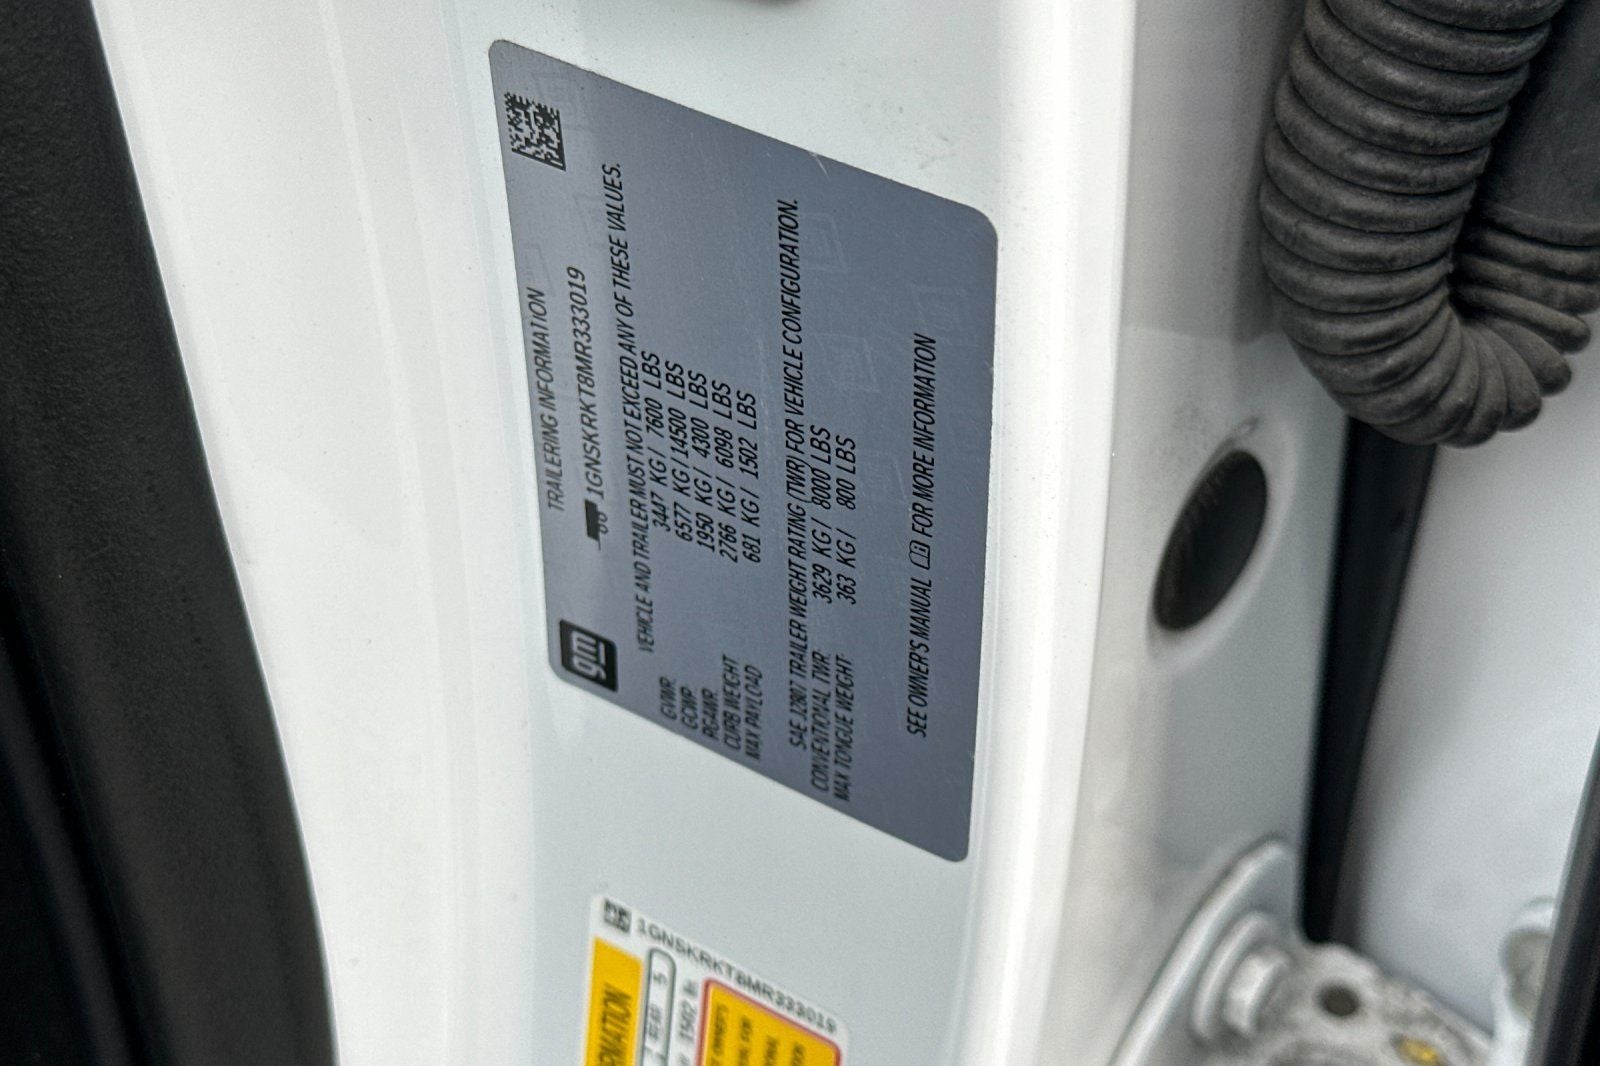 gm
TRAILERING INFORMATION
1GNSKRKT8MR333019
VEHICLE AND TRAILER MUST NOT EXCEED ANY OF THESE VALUES.
GVWR: 3447 KG/ 7600 LBS
GCWR: 6577 KG/ 14500 LBS
RGAWR: 1950 KG/ 4300 LBS
CURB WEIGHT 2766 KG/ 6098 LBS
MAX PAYLOAD 681 KG/ 1502 LBS
SAE J2807 TRAILER WEIGHT RATING (TWR) FOR VEHICLE CONFIGURATION.
CONVENTIONAL TWR: 3629 KG/ 8000 LBS
MAX TONGUE WEIGHT: 363 KG/ 800 LBS
SEE OWNER'S MANUAL FOR MORE INFORMATION
1GNSKRKT8MR333019
REAR 5
1502